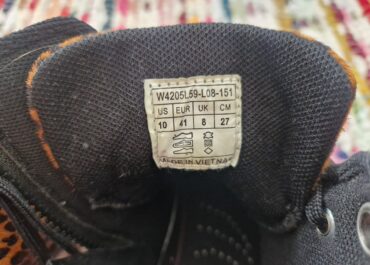 W4205L59-L08-151
US EUR UK CM
10 41 8 27
MADE IN VIETNAM